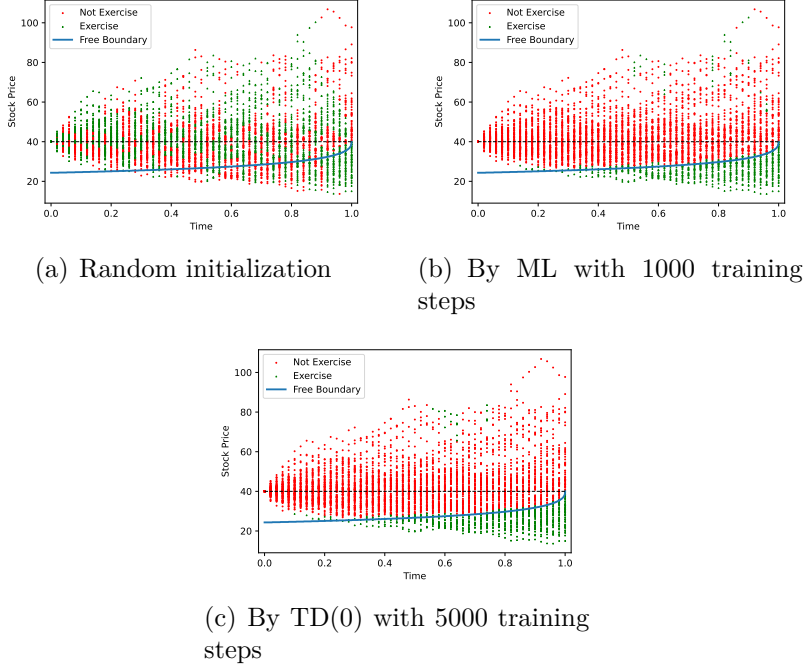 Not Exercise
Exercise
Free Boundary
Stock Price
100
80
60
40
20
0.0 0.2 0.4 0.6 0.8 1.0
Time
(a) Random initialization
Not Exercise
Exercise
Free Boundary
Stock Price
100
80
60
40
20
0.0 0.2 0.4 0.6 0.8 1.0
Time
(b) By ML with 1000 training
steps
Not Exercise
Exercise
Free Boundary
Stock Price
100
80
60
40
20
0.0 0.2 0.4 0.6 0.8 1.0
Time
(c) By TD(0) with 5000 training
steps